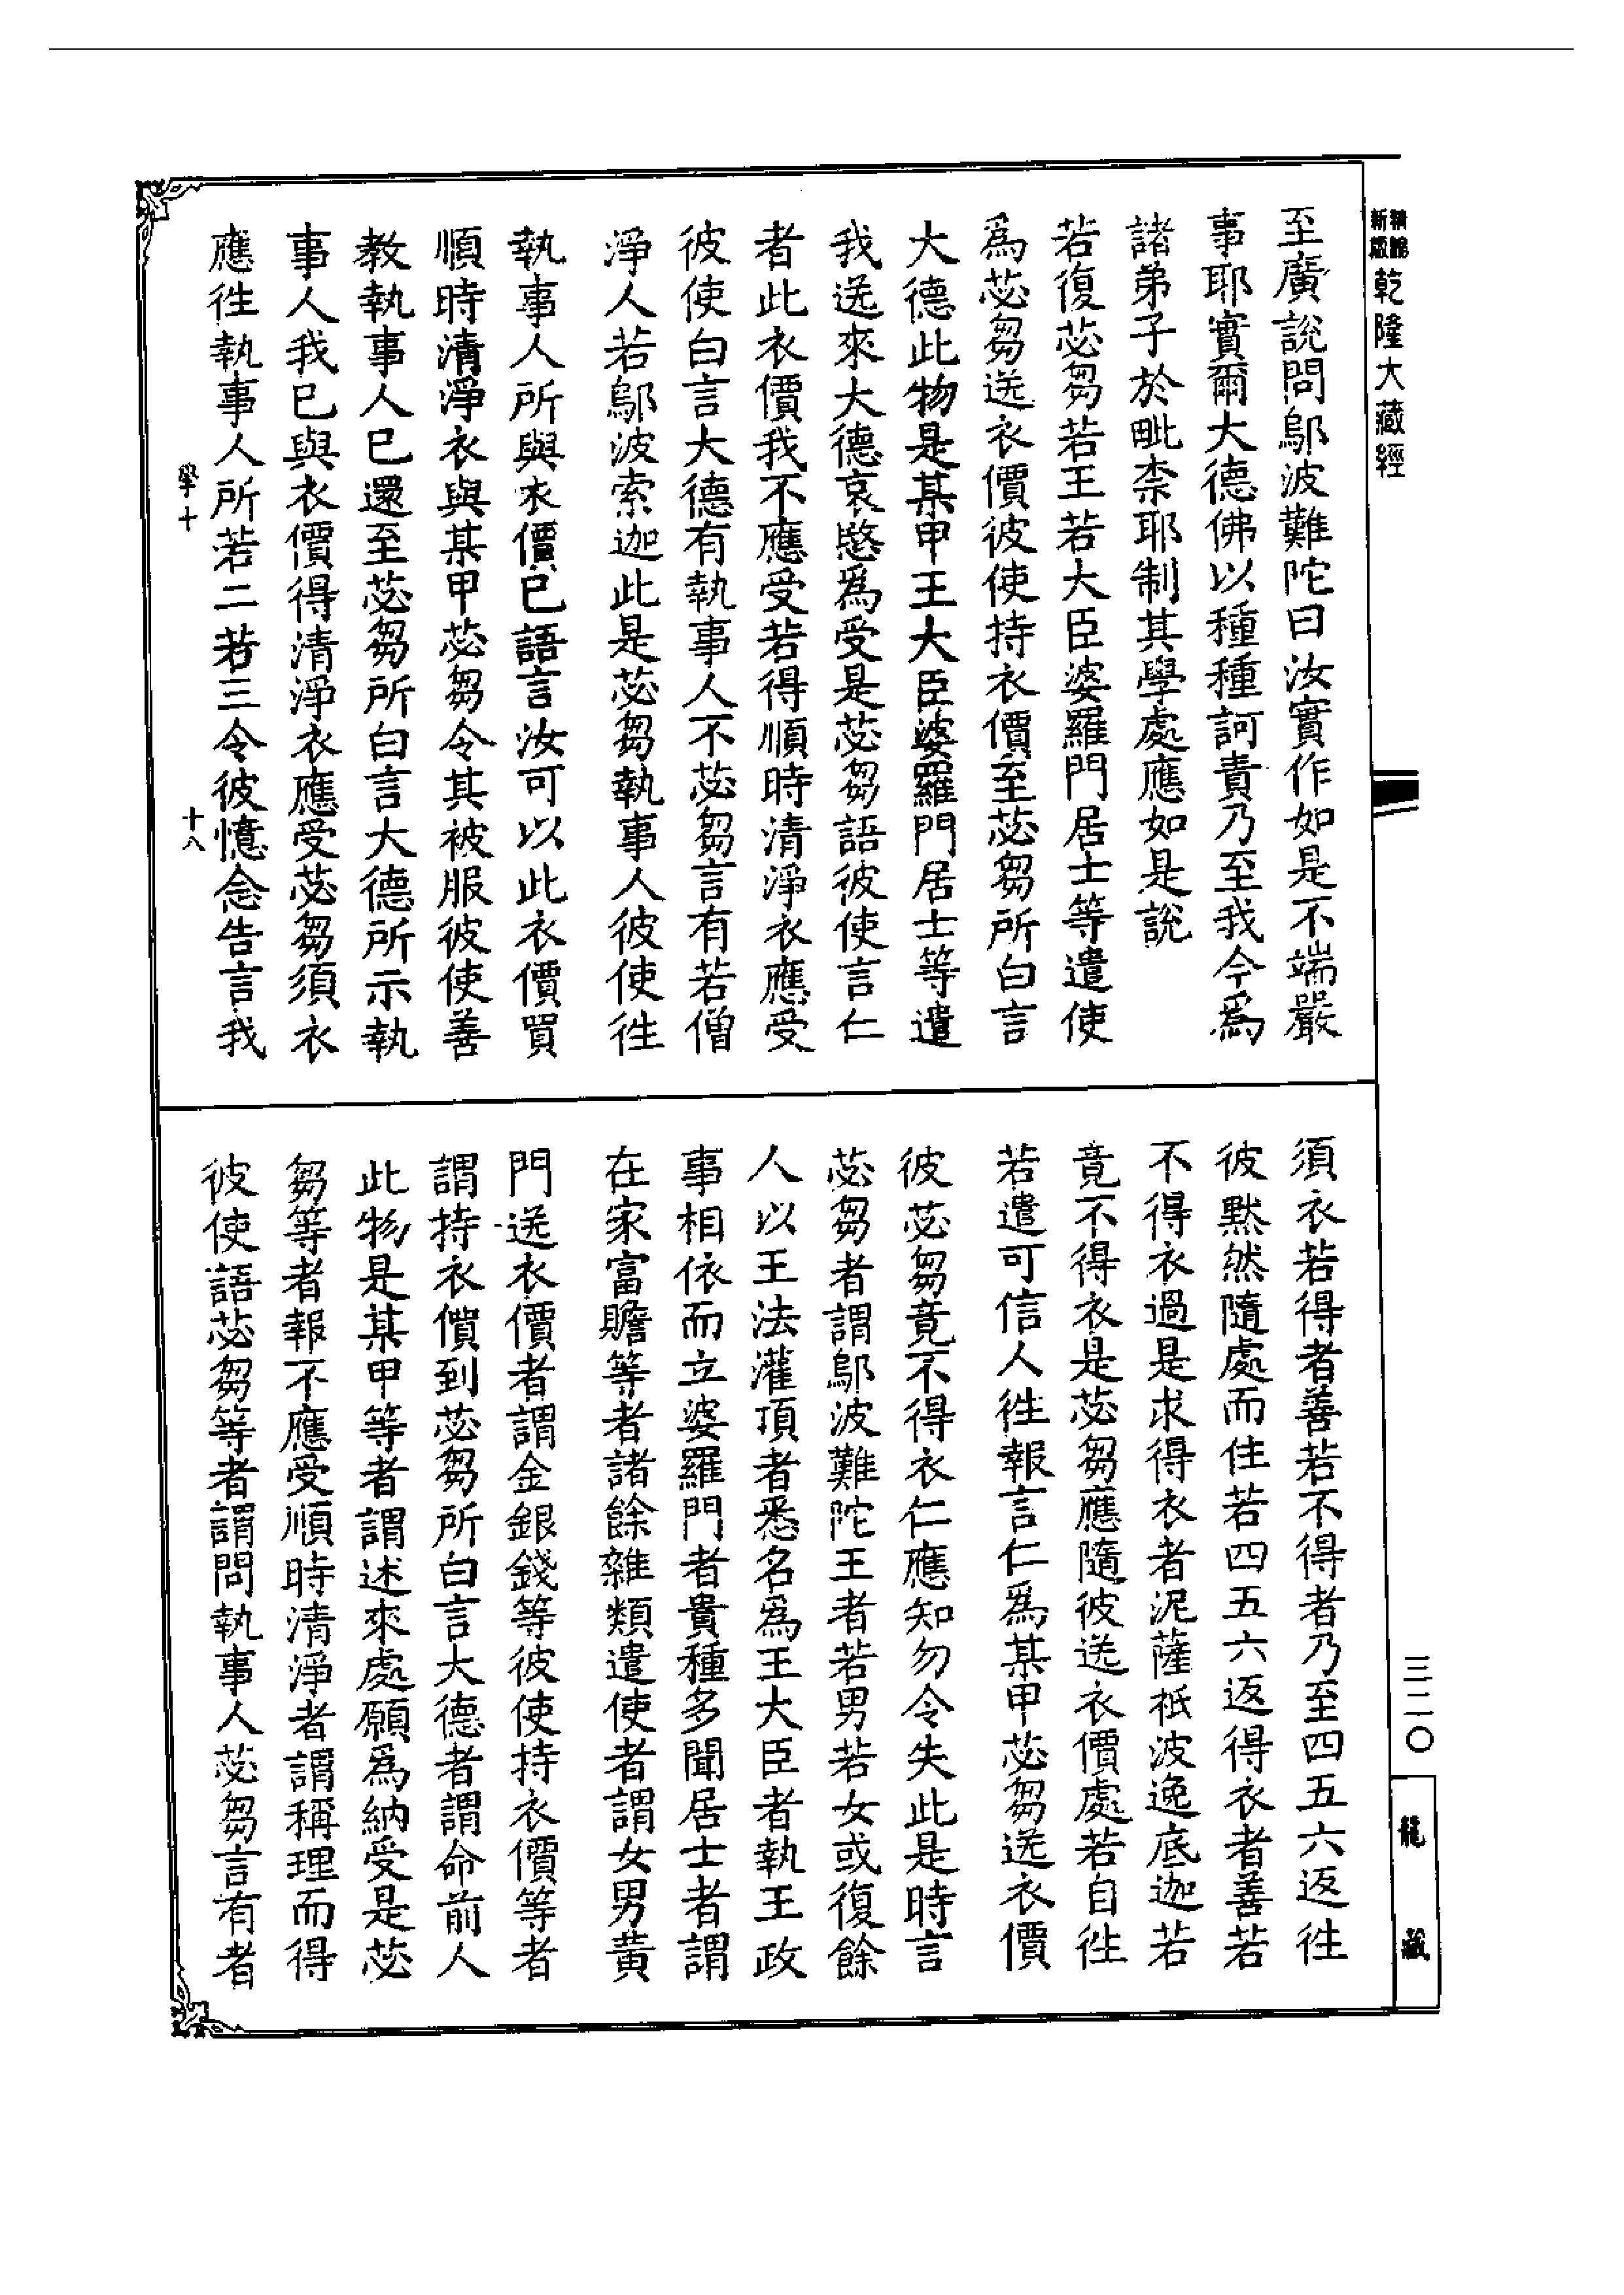 新版精縮乾隆大藏經
至廣說問鄔波難陀曰汝實作如是不端嚴
事耶實爾大德佛以種種訶責乃至我今爲
諸弟子於毗柰耶制其學處應如是說
若復苾芻若王若大臣婆羅門居士等遣使
爲苾芻送衣價彼使持衣價至苾芻所白言
大德此物是某甲王大臣婆羅門居士等遣
我送來大德哀愍爲受是苾芻語彼使言仁
者此衣價我不應受若得順時清淨衣應受
彼使白言大德有執事人不苾芻言有若僧
淨人若鄔波索迦此是苾芻執事人彼使徃
執事人所與衣價已語言汝可以此衣價買
順時清淨衣與某甲苾芻令其被服彼使善
教執事人已還至苾芻所白言大德所示執
事人我已與衣價得清淨衣應受苾芻須衣
應徃執事人所若二若三令彼憶念告言我
學十 十八
須衣若得者善若不得者乃至四五六返徃
彼默然隨處而住若四五六返得衣者善若
不得衣過是求得衣者泥薩祇波逸底迦若
竟不得衣是苾芻應隨彼送衣價處若自徃
若遣可信人徃報言仁爲某甲苾芻送衣價
彼苾芻竟不得衣仁應知勿令失此是時言
苾芻者謂鄔波難陀王者若男若女或復餘
人以王法灌頂者悉名爲王大臣者執王政
事相依而立婆羅門者貴種多聞居士者謂
在家富贍等者諸餘雜類遣使者謂女男黃
門送衣價者謂金銀錢等彼使持衣價等者
謂持衣價到苾芻所白言大德者謂命前人
此物是某甲等者謂述來處願爲納受是苾
芻等者報不應受順時清淨者謂稱理而得
彼使語苾芻等者謂問執事人苾芻言有者
三二〇
龍藏